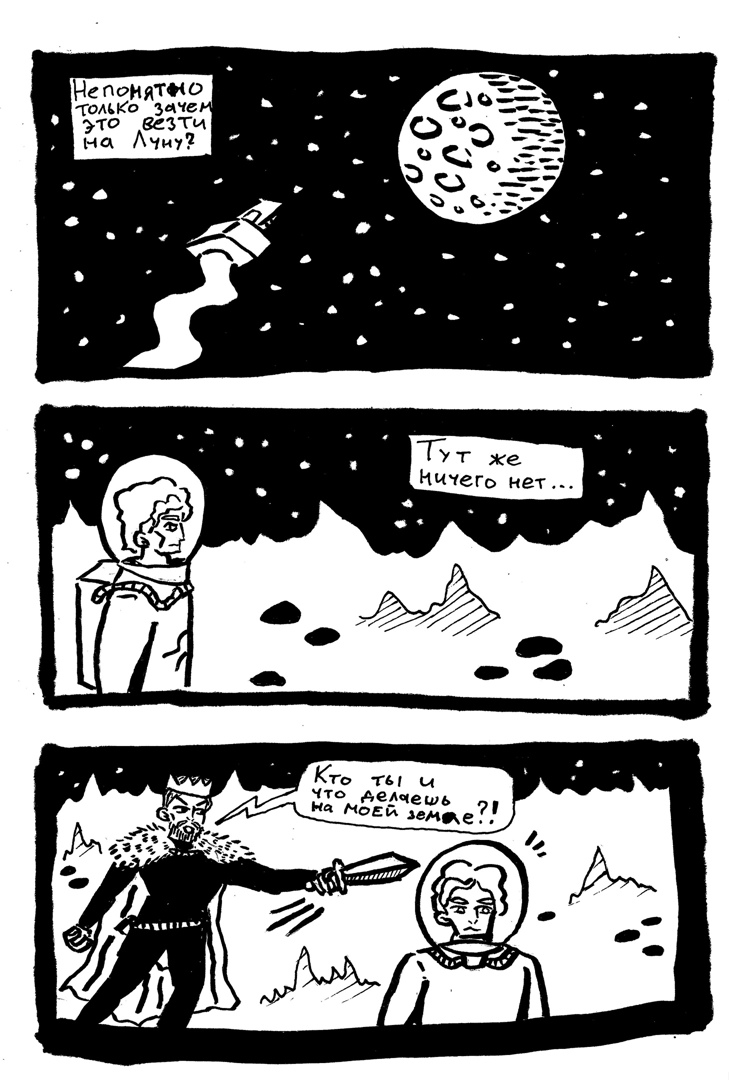 Непонятно
только зачем
это везти
на Луну?
Тут же
ничего нет...
Кто ты и
что делаешь
на моей земле?!